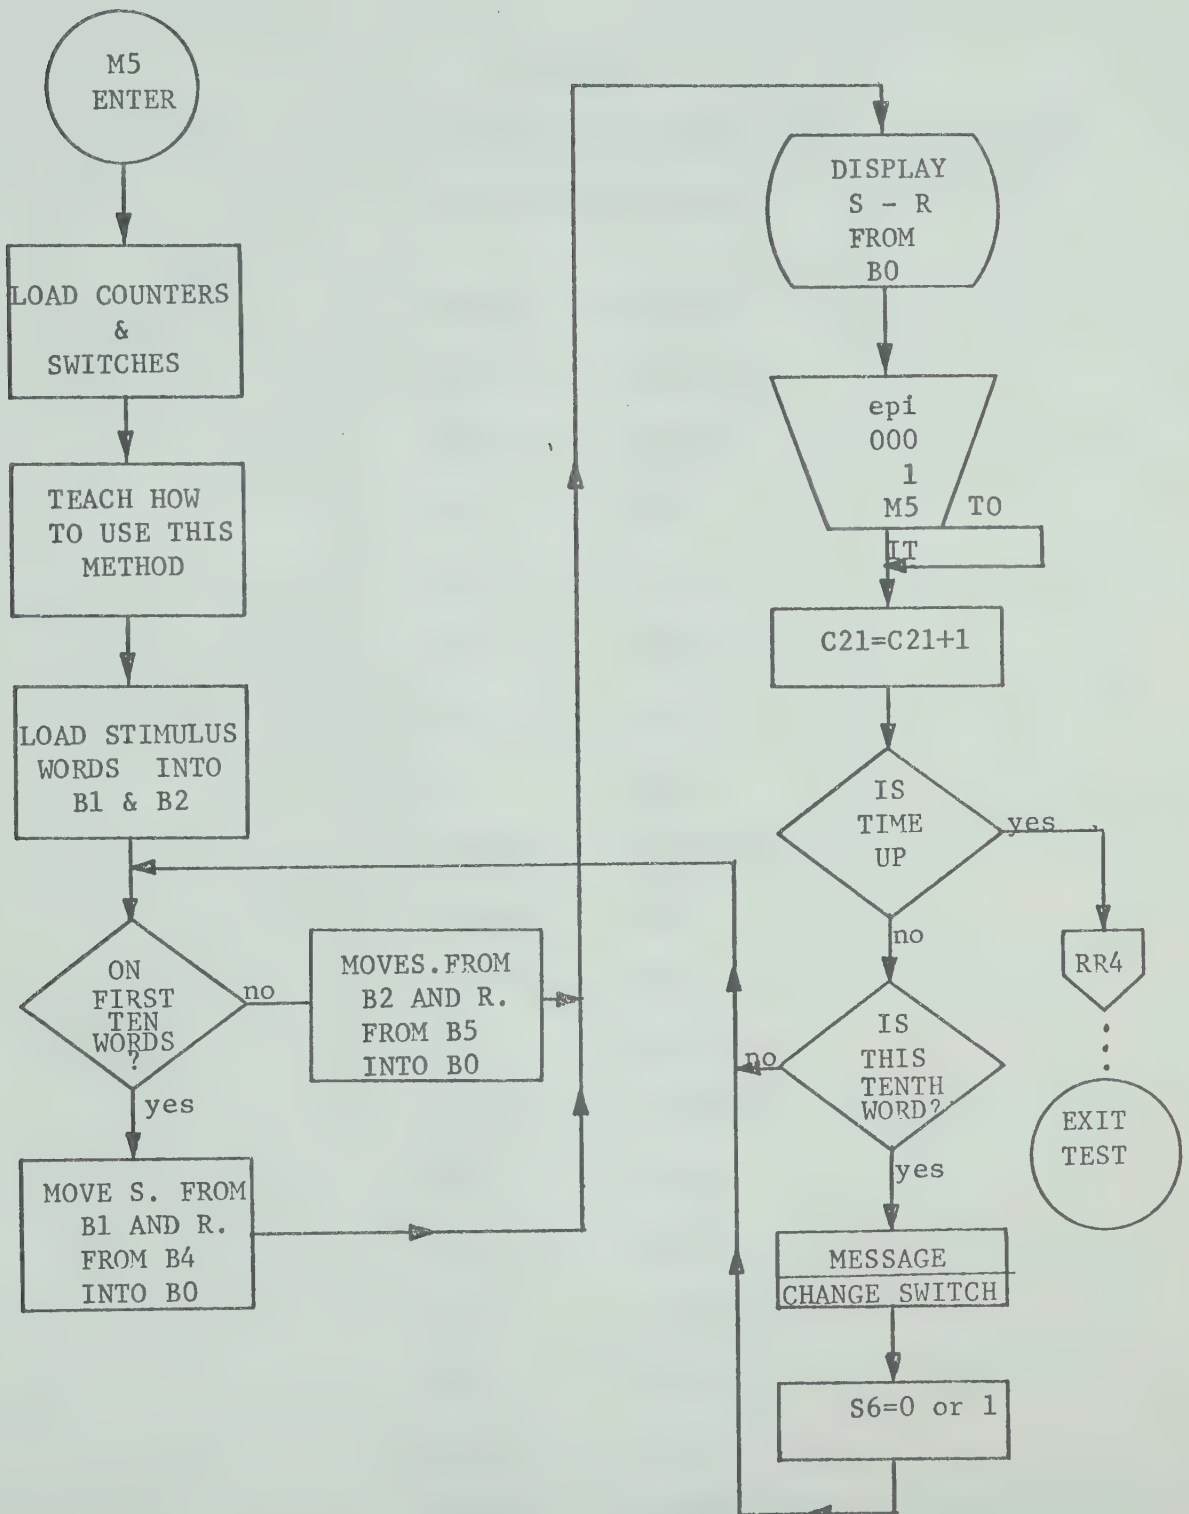 M5
ENTER
LOAD COUNTERS
&
SWITCHES
TEACH HOW
TO USE THIS
METHOD
LOAD STIMULUS
WORDS INTO
B1 & B2
ON
FIRST
TEN
WORDS
?
no
yes
MOVES.FROM
B2 AND R.
FROM B5
INTO B0
MOVE S. FROM
B1 AND R.
FROM B4
INTO B0
DISPLAY
S - R
FROM
B0
epi
000
1
M5 TO
IT
C21=C21+1
IS
TIME
UP
yes
no
RR4
EXIT
TEST
IS
THIS
TENTH
WORD?
no
yes
MESSAGE
CHANGE SWITCH
S6=0 or 1